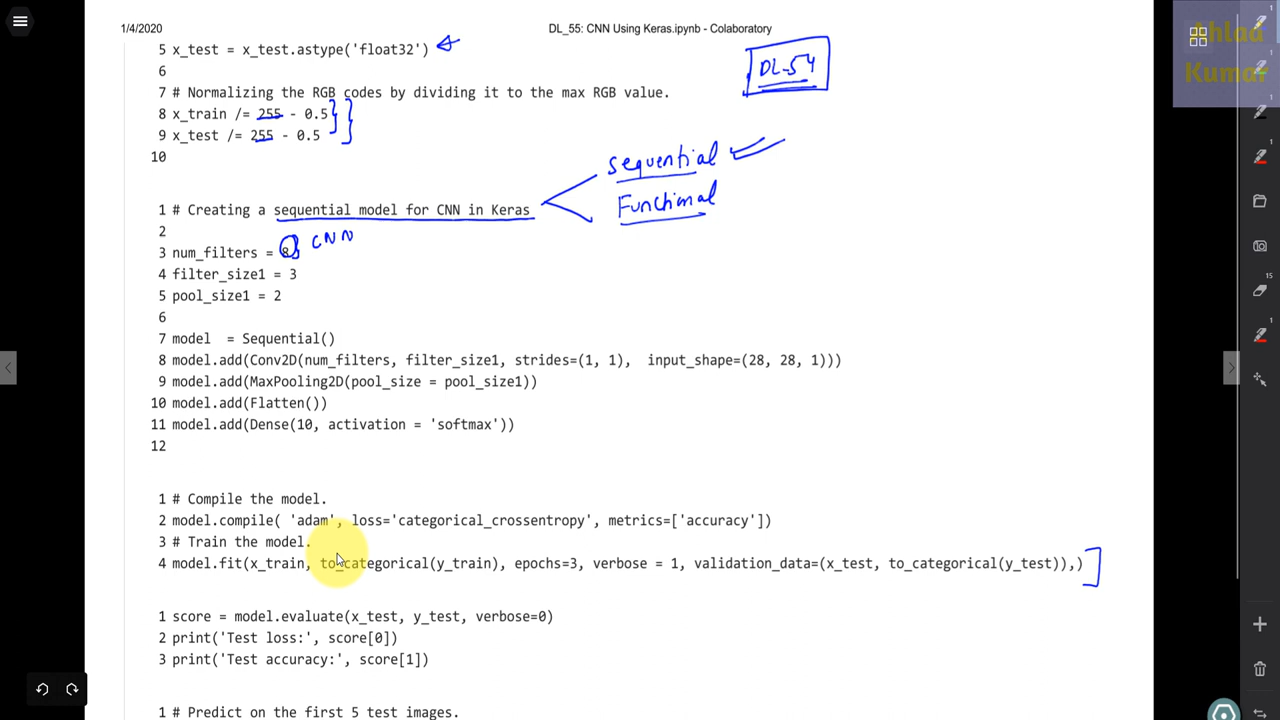 1/4/2020 DL_55: CNN Using Keras.ipynb - Colaboratory
Ahlad
Kumar
5 x_test = x_test.astype('float32')
DL-54
6
7 # Normalizing the RGB codes by dividing it to the max RGB value.
8 x_train /= 255 - 0.5
9 x_test /= 255 - 0.5
10
sequential
Functional
1 # Creating a sequential model for CNN in Keras
2
CNN
3 num_filters = 8
4 filter_size1 = 3
5 pool_size1 = 2
6
7 model  = Sequential()
8 model.add(Conv2D(num_filters, filter_size1, strides=(1, 1),  input_shape=(28, 28, 1)))
9 model.add(MaxPooling2D(pool_size = pool_size1))
10 model.add(Flatten())
11 model.add(Dense(10, activation = 'softmax'))
12
1 # Compile the model.
2 model.compile( 'adam', loss='categorical_crossentropy', metrics=['accuracy'])
3 # Train the model.
4 model.fit(x_train, to_categorical(y_train), epochs=3, verbose = 1, validation_data=(x_test, to_categorical(y_test)),)
1 score = model.evaluate(x_test, y_test, verbose=0)
2 print('Test loss:', score[0])
3 print('Test accuracy:', score[1])
1 # Predict on the first 5 test images.
1
1
15
1